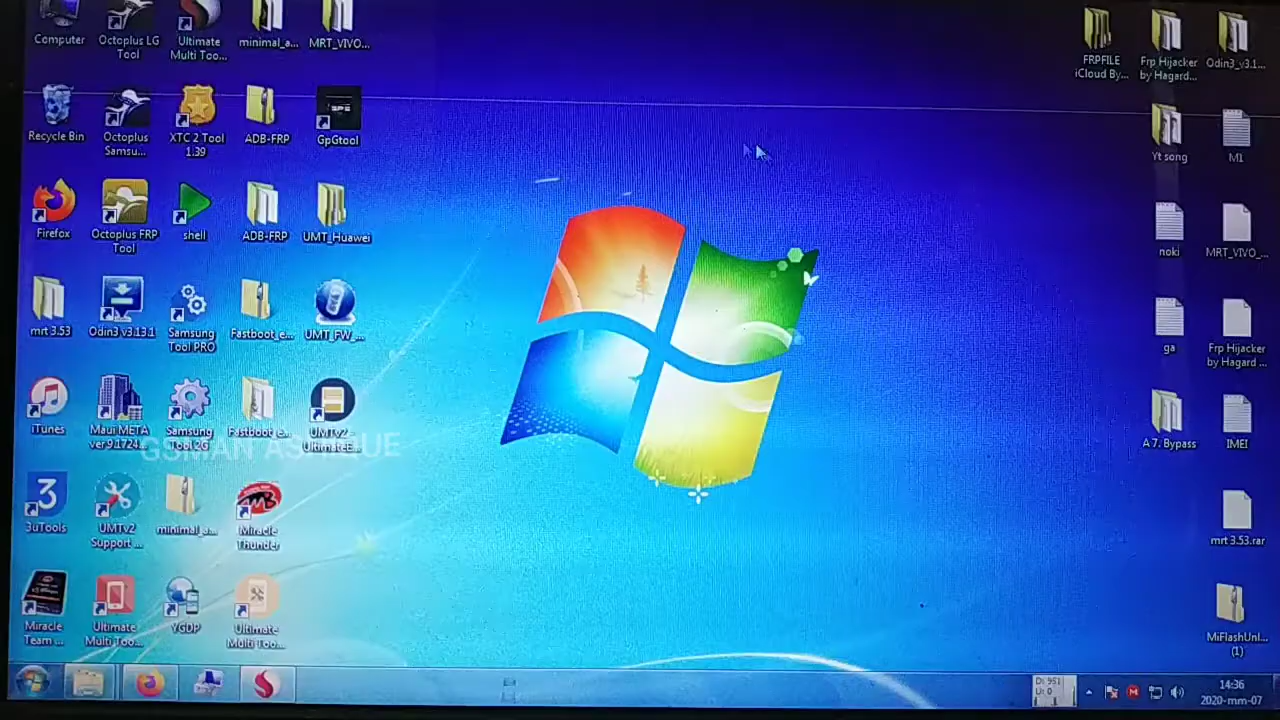 Computer
Octoplus LG
Tool
Ultimate
Multi Too...
minimal_a...
MRT_VIVO...
FRPFILE
iCloud By...
Frp Hijacker
by Hagard...
Odin3_v3.1...
Recycle Bin
Octoplus
Samsu...
XTC 2 Tool
1.39
ADB-FRP
GpGtool
Yt song
M1
Firefox
Octoplus FRP
Tool
shell
ADB-FRP
UMT_Huawei
noki
MRT_VIVO_...
mrt 3.53
Odin3 v3.13.1
Samsung
Tool PRO
Fastboot_e...
UMT_FW_...
ga
Frp Hijacker
by Hagard ...
iTunes
Maui META
ver9.1724...
Samsung
Tool 2G
Fastboot_e...
UMTv2
UltimateE...
A 7. Bypass
IMEI
3
3uTools
UMTv2
Support ...
minimal_a...
Miracle
Thunder
mrt 3.53.rar
Miracle
Team ...
Ultimate
Multi Too...
YGDP
Ultimate
Multi Too...
MiFlashUnl...
(1)
D: 951
U: 0
14:36
2020-mm-07